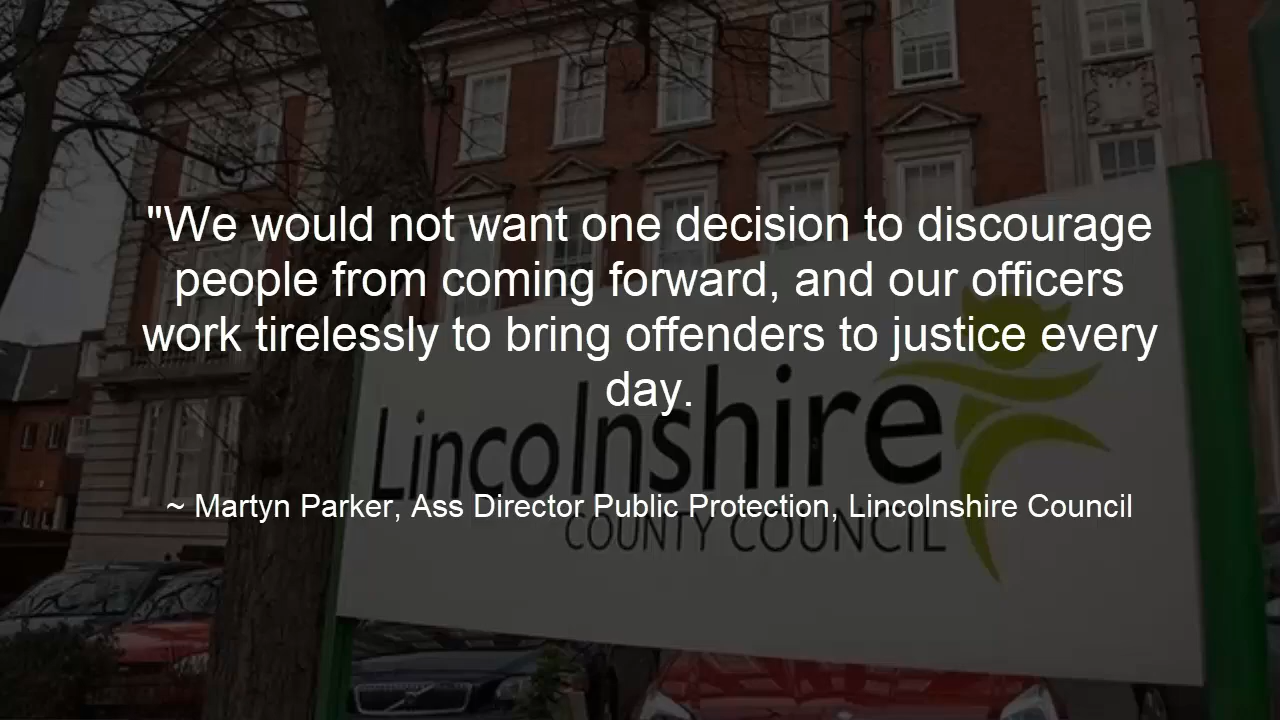 "We would not want one decision to discourage
people from coming forward, and our officers
work tirelessly to bring offenders to justice every
day.
Lincolnshire
~ Martyn Parker, Ass Director Public Protection, Lincolnshire Council
COUNTY COUNCIL